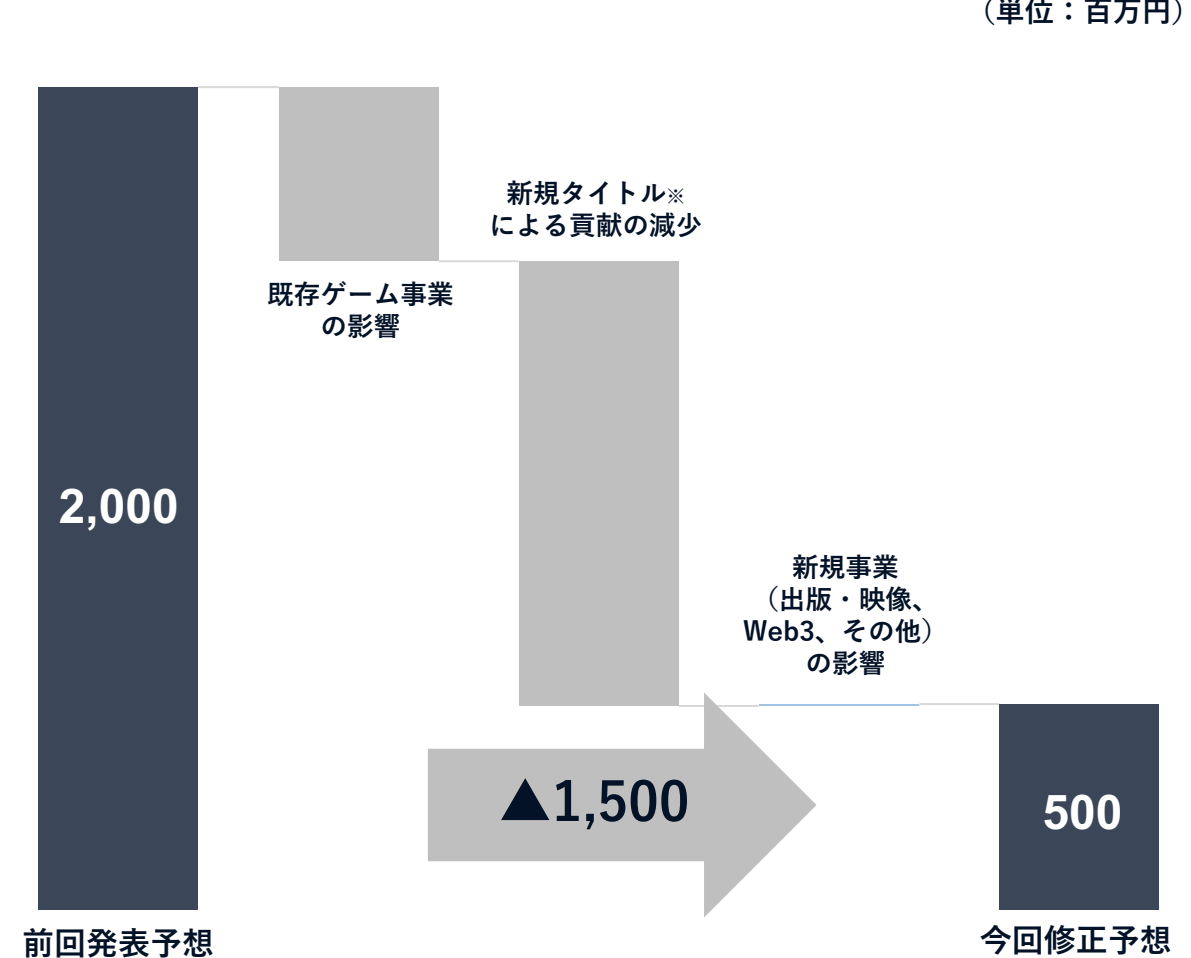 （単位：百万円）
新規タイトル※
による貢献の減少
既存ゲーム事業
の影響
2,000
新規事業
（出版・映像、
Web3、その他）
の影響
▲1,500
500
前回発表予想
今回修正予想